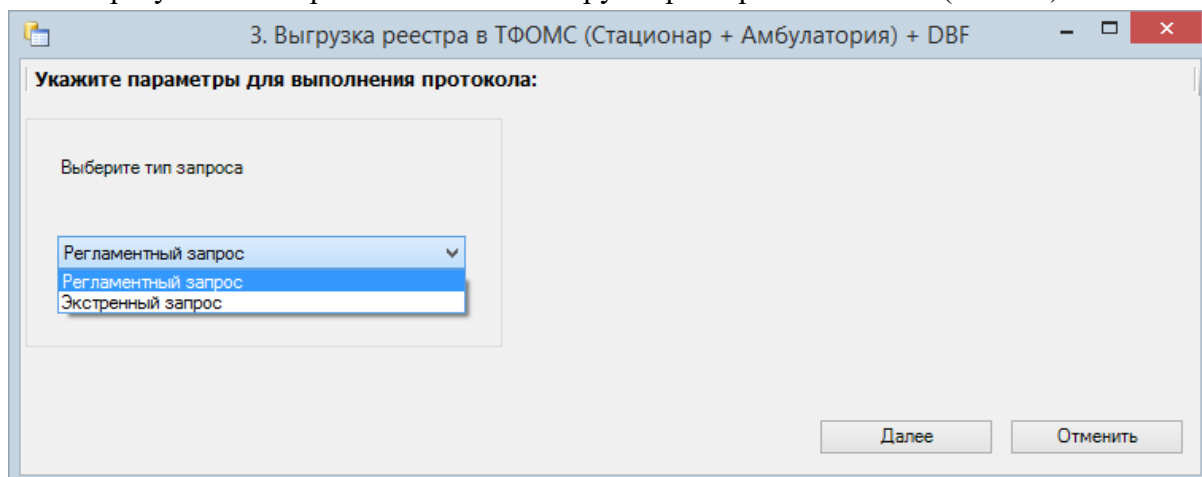 3. Выгрузка реестра в ТФОМС (Стационар + Амбулатория) + DBF
Укажите параметры для выполнения протокола:
Выберите тип запроса
Регламентный запрос
Регламентный запрос
Экстренный запрос
Далее Отменить